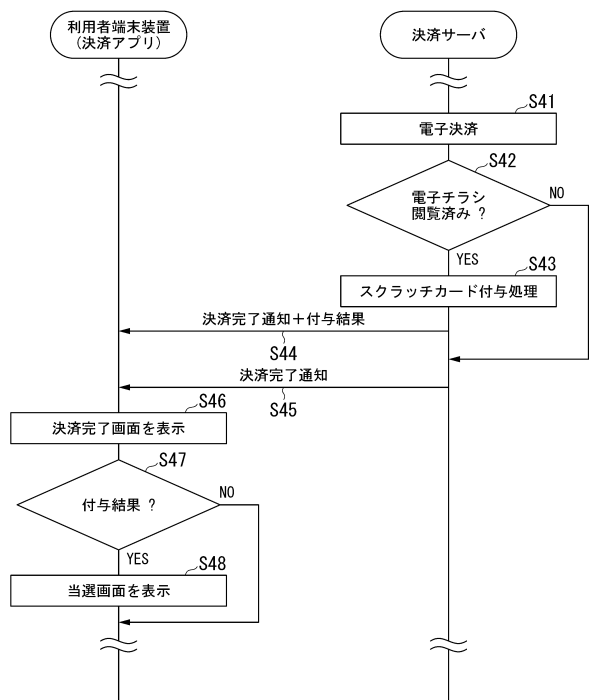 利用者端末装置
(決済アプリ)
決済サーバ
S41
電子決済
S42
電子チラシ
閲覧済み ?
NO
YES
S43
スクラッチカード付与処理
決済完了通知＋付与結果
S44
決済完了通知
S45
S46
決済完了画面を表示
S47
付与結果 ?
NO
YES
S48
当選画面を表示